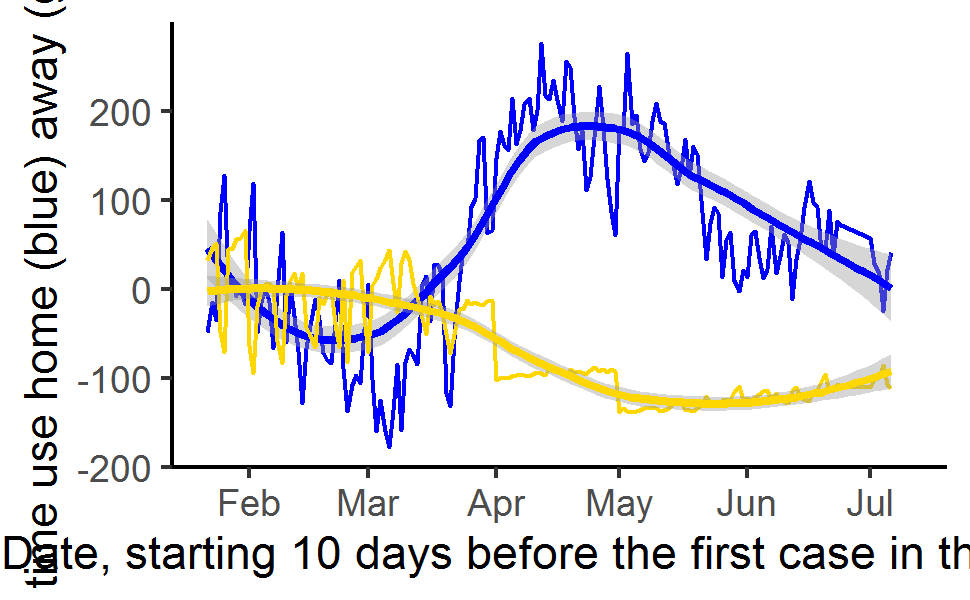 time use home (blue) away (
200
100
0
-100
-200
Feb Mar Apr May Jun Jul
Date, starting 10 days before the first case in th